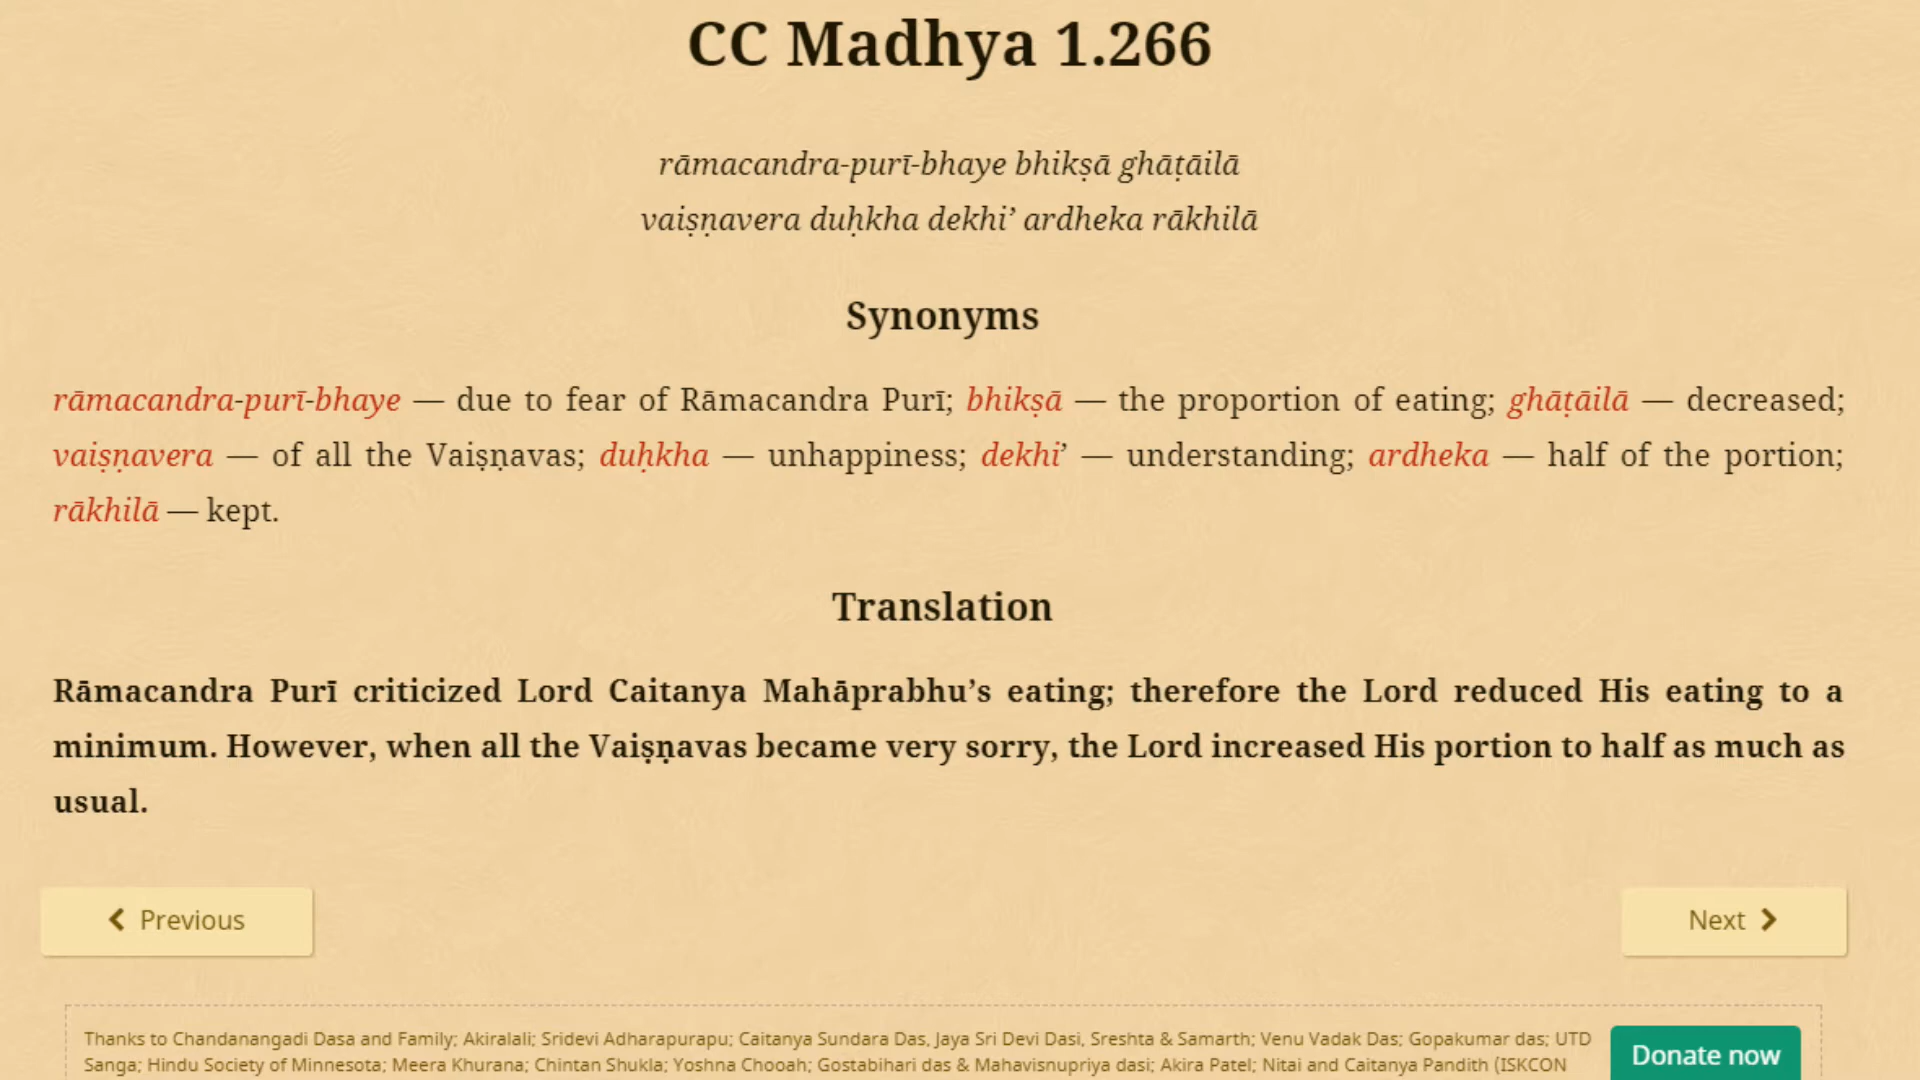 CC Madhya 1.266
rāmacandra-purī-bhaye bhikṣā ghāṭāilā
vaiṣṇavera duḥkha dekhi’ ardheka rākhilā
Synonyms
rāmacandra-purī-bhaye — due to fear of Rāmacandra Purī; bhikṣā — the proportion of eating; ghāṭāilā — decreased;
vaiṣṇavera — of all the Vaiṣṇavas; duḥkha — unhappiness; dekhi’ — understanding; ardheka — half of the portion;
rākhilā — kept.
Translation
Rāmacandra Purī criticized Lord Caitanya Mahāprabhu’s eating; therefore the Lord reduced His eating to a
minimum. However, when all the Vaiṣṇavas became very sorry, the Lord increased His portion to half as much as
usual.
Previous
Next
Thanks to Chandanangadi Dasa and Family; Akiralali; Sridevi Adharapurapu; Caitanya Sundara Das, Jaya Sri Devi Dasi, Sreshta & Samarth; Venu Vadak Das; Gopakumar das; UTD
Sanga; Hindu Society of Minnesota; Meera Khurana; Chintan Shukla; Yoshna Chooah; Gostabihari das & Mahavisnupriya dasi; Akira Patel; Nitai and Caitanya Pandith (ISKCON
Donate now